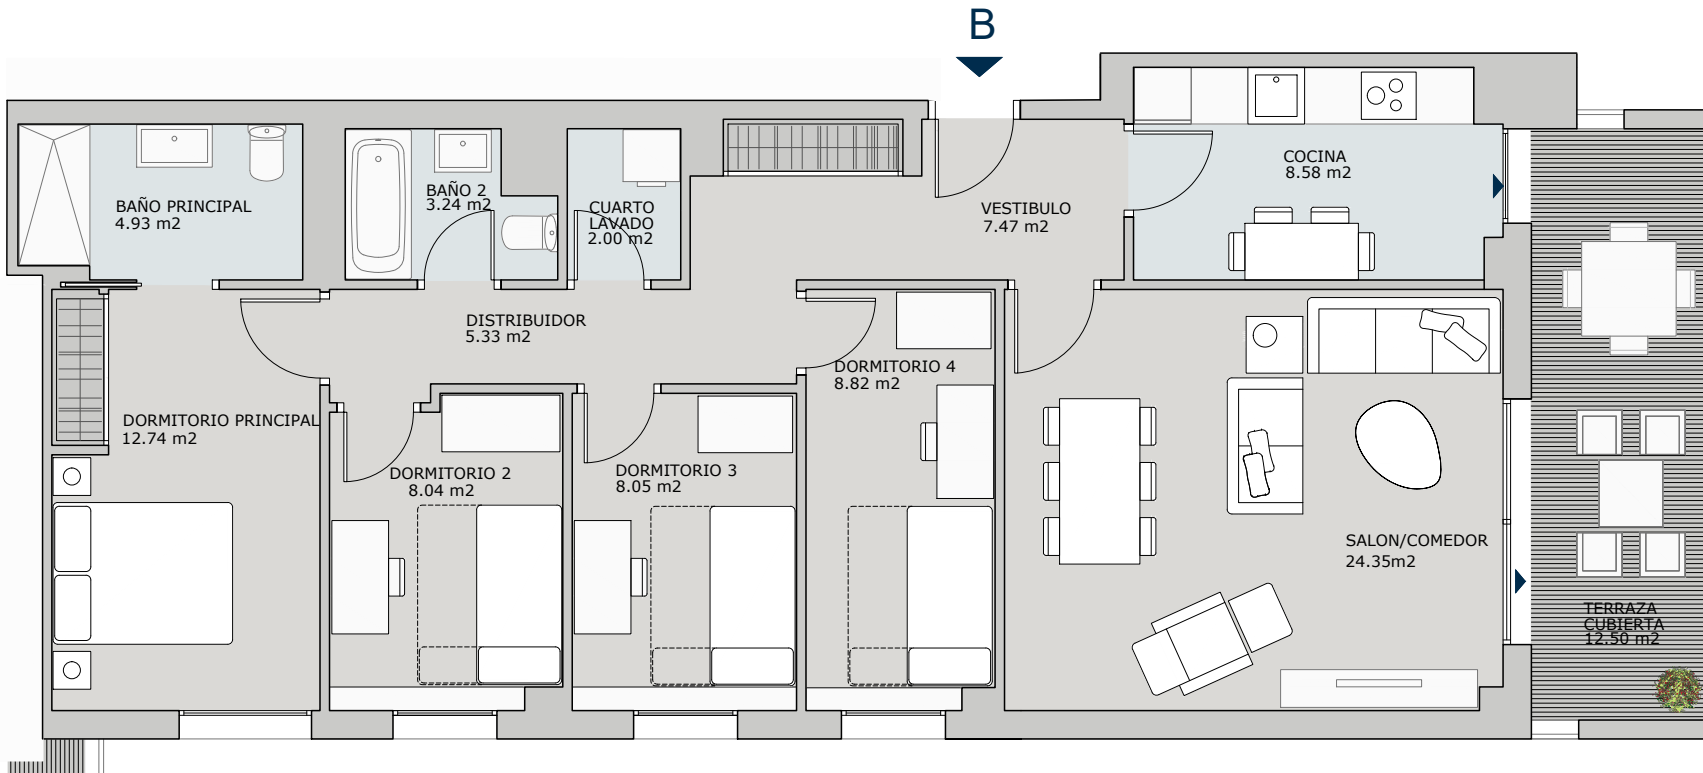 B
COCINA
8.58 m2
BAÑO PRINCIPAL
4.93 m2
BAÑO 2
3.24 m2
CUARTO
LAVADO
2.00 m2
VESTIBULO
7.47 m2
DISTRIBUIDOR
5.33 m2
DORMITORIO 4
8.82 m2
DORMITORIO PRINCIPAL
12.74 m2
DORMITORIO 2
8.04 m2
DORMITORIO 3
8.05 m2
SALON/COMEDOR
24.35m2
TERRAZA
CUBIERTA
12.50 m2